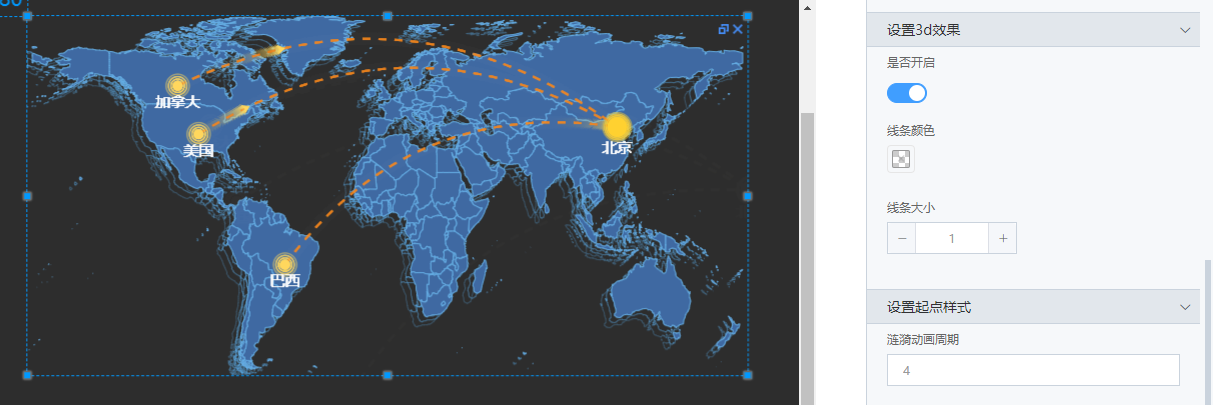 加拿大
美国
北京
巴西
设置3d效果
是否开启
线条颜色
线条大小
− 1 +
设置起点样式
涟漪动画周期
4